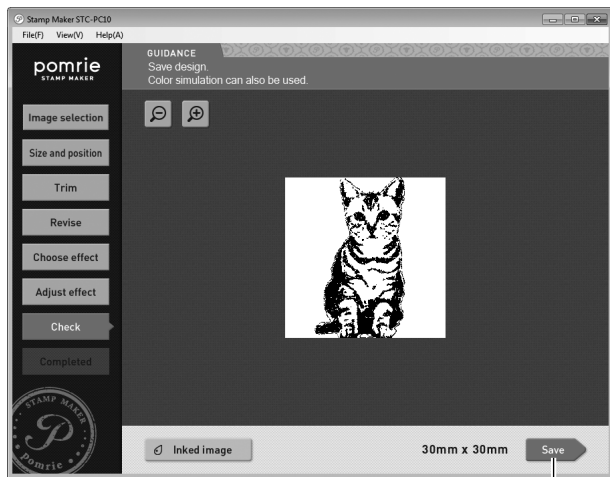 Stamp Maker STC-PC10
File(F) View(V) Help(A)
pomrie
STAMP MAKER
GUIDANCE
Save design.
Color simulation can also be used.
Image selection
Size and position
Trim
Revise
Choose effect
Adjust effect
Check
Completed
STAMP MAKER
pomrie
Inked image
30mm x 30mm
Save